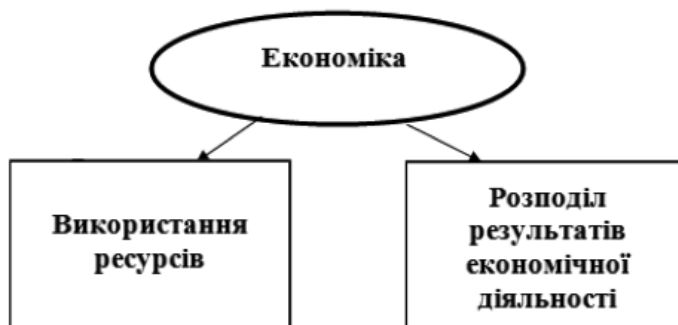 Економіка
Використання
ресурсів
Розподіл
результатів
економічної
діяльності